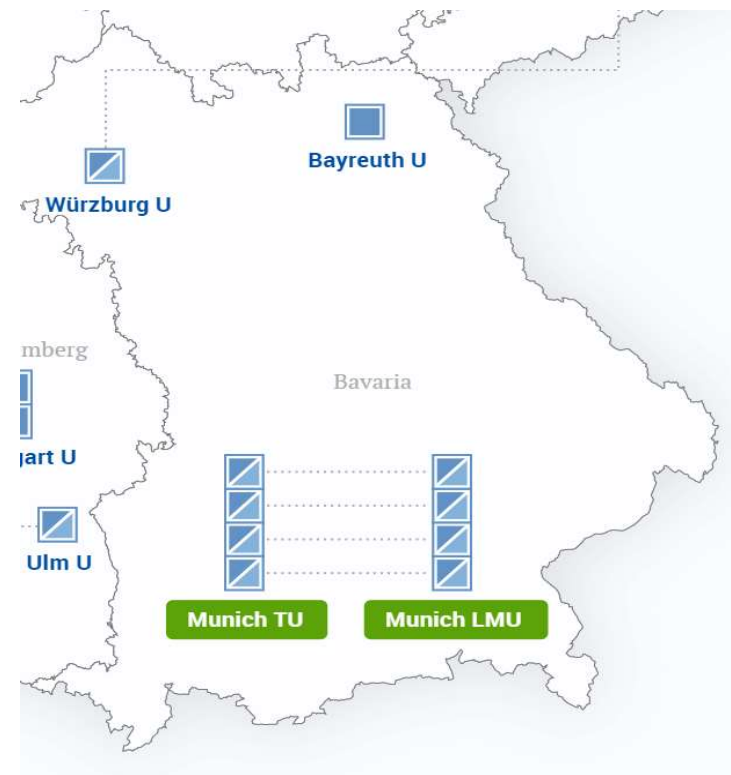 Bayreuth U
Würzburg U
mberg
Bavaria
art U
Ulm U
Munich TU
Munich LMU